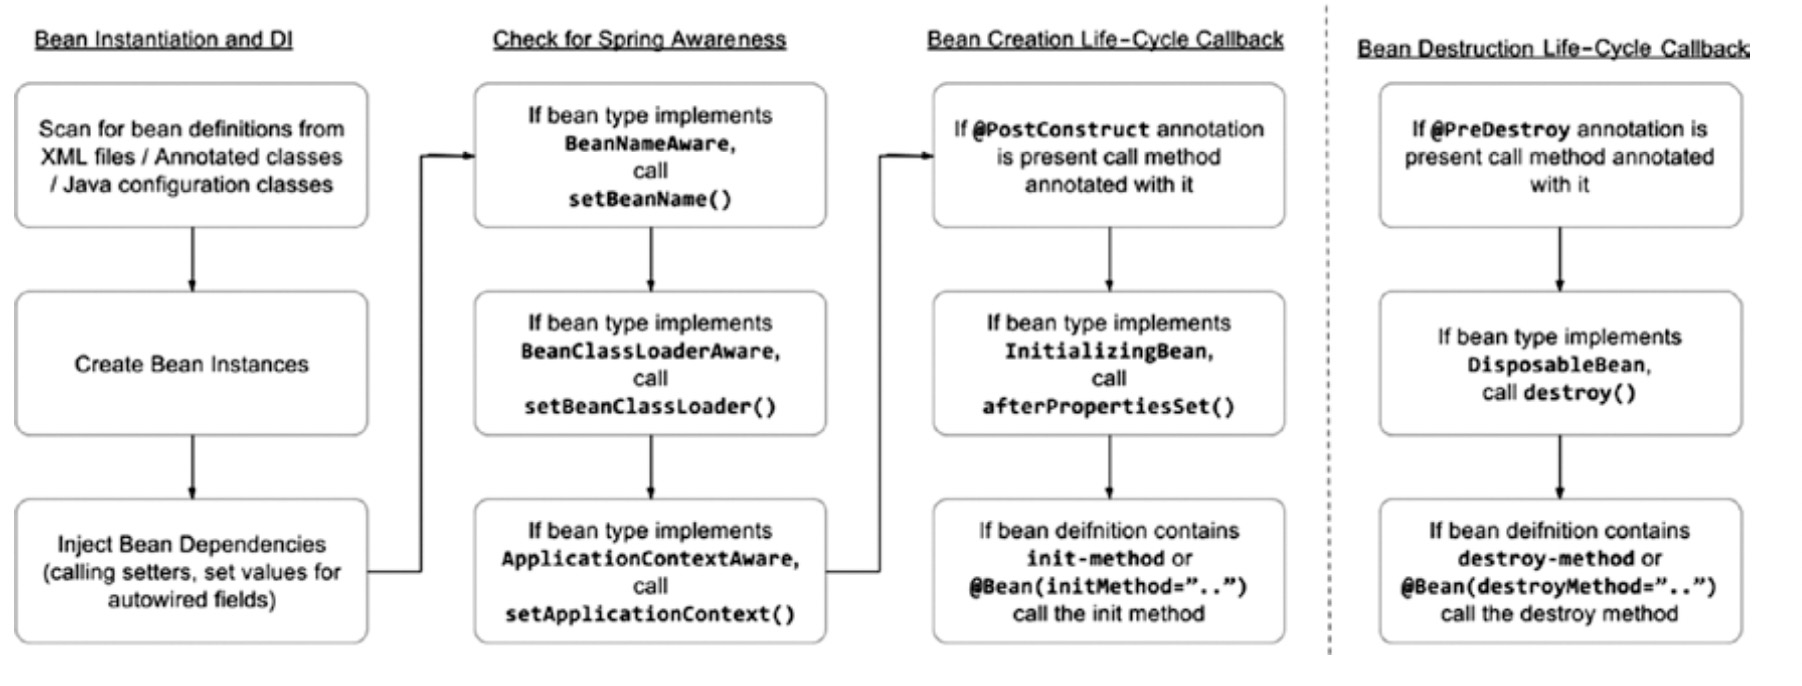 Bean Instantiation and DI
Scan for bean definitions from
XML files / Annotated classes
/ Java configuration classes
Create Bean Instances
Inject Bean Dependencies
(calling setters, set values for
autowired fields)
Check for Spring Awareness
If bean type implements
BeanNameAware,
call
setBeanName()
If bean type implements
BeanClassLoaderAware,
call
setBeanClassLoader()
If bean type implements
ApplicationContextAware,
call
setApplicationContext()
Bean Creation Life-Cycle Callback
If @PostConstruct annotation
is present call method
annotated with it
If bean type implements
InitializingBean,
call
afterPropertiesSet()
If bean deifnition contains
init-method or
@Bean(initMethod=”..”)
call the init method
Bean Destruction Life-Cycle Callback
If @PreDestroy annotation is
present call method annotated
with it
If bean type implements
DisposableBean,
call destroy()
If bean deifnition contains
destroy-method or
@Bean(destroyMethod=”..”)
call the destroy method